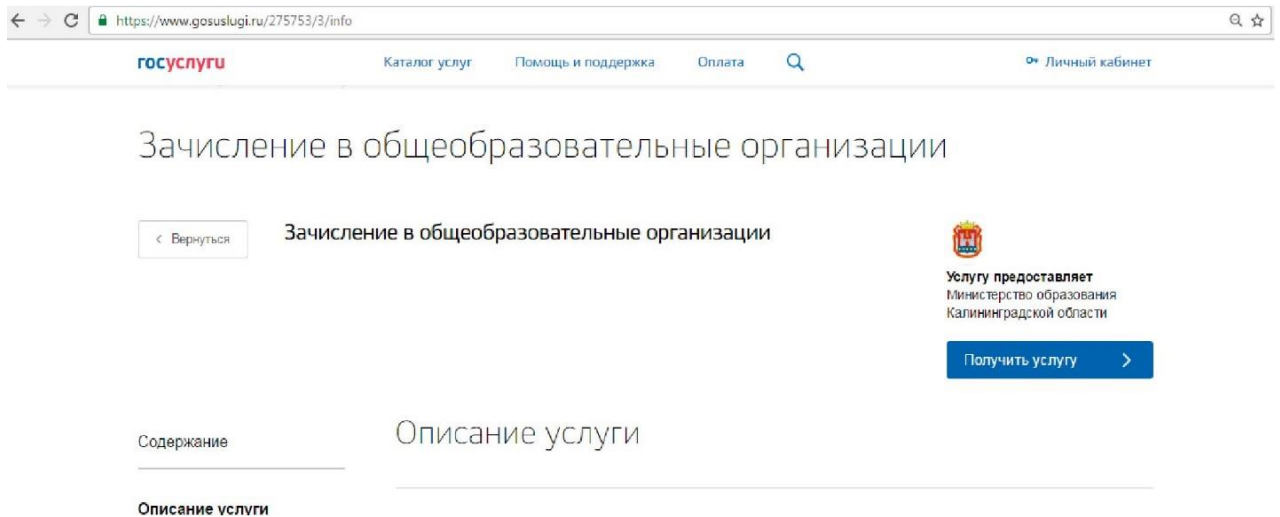 https://www.gosuslugi.ru/275753/3/info
госуслуги Каталог услуг Помощь и поддержка Оплата Личный кабинет
Зачисление в общеобразовательные организации
< Вернуться Зачисление в общеобразовательные организации
Услугу предоставляет
Министерство образования
Калининградской области
Получить услугу
Содержание
Описание услуги
Описание услуги